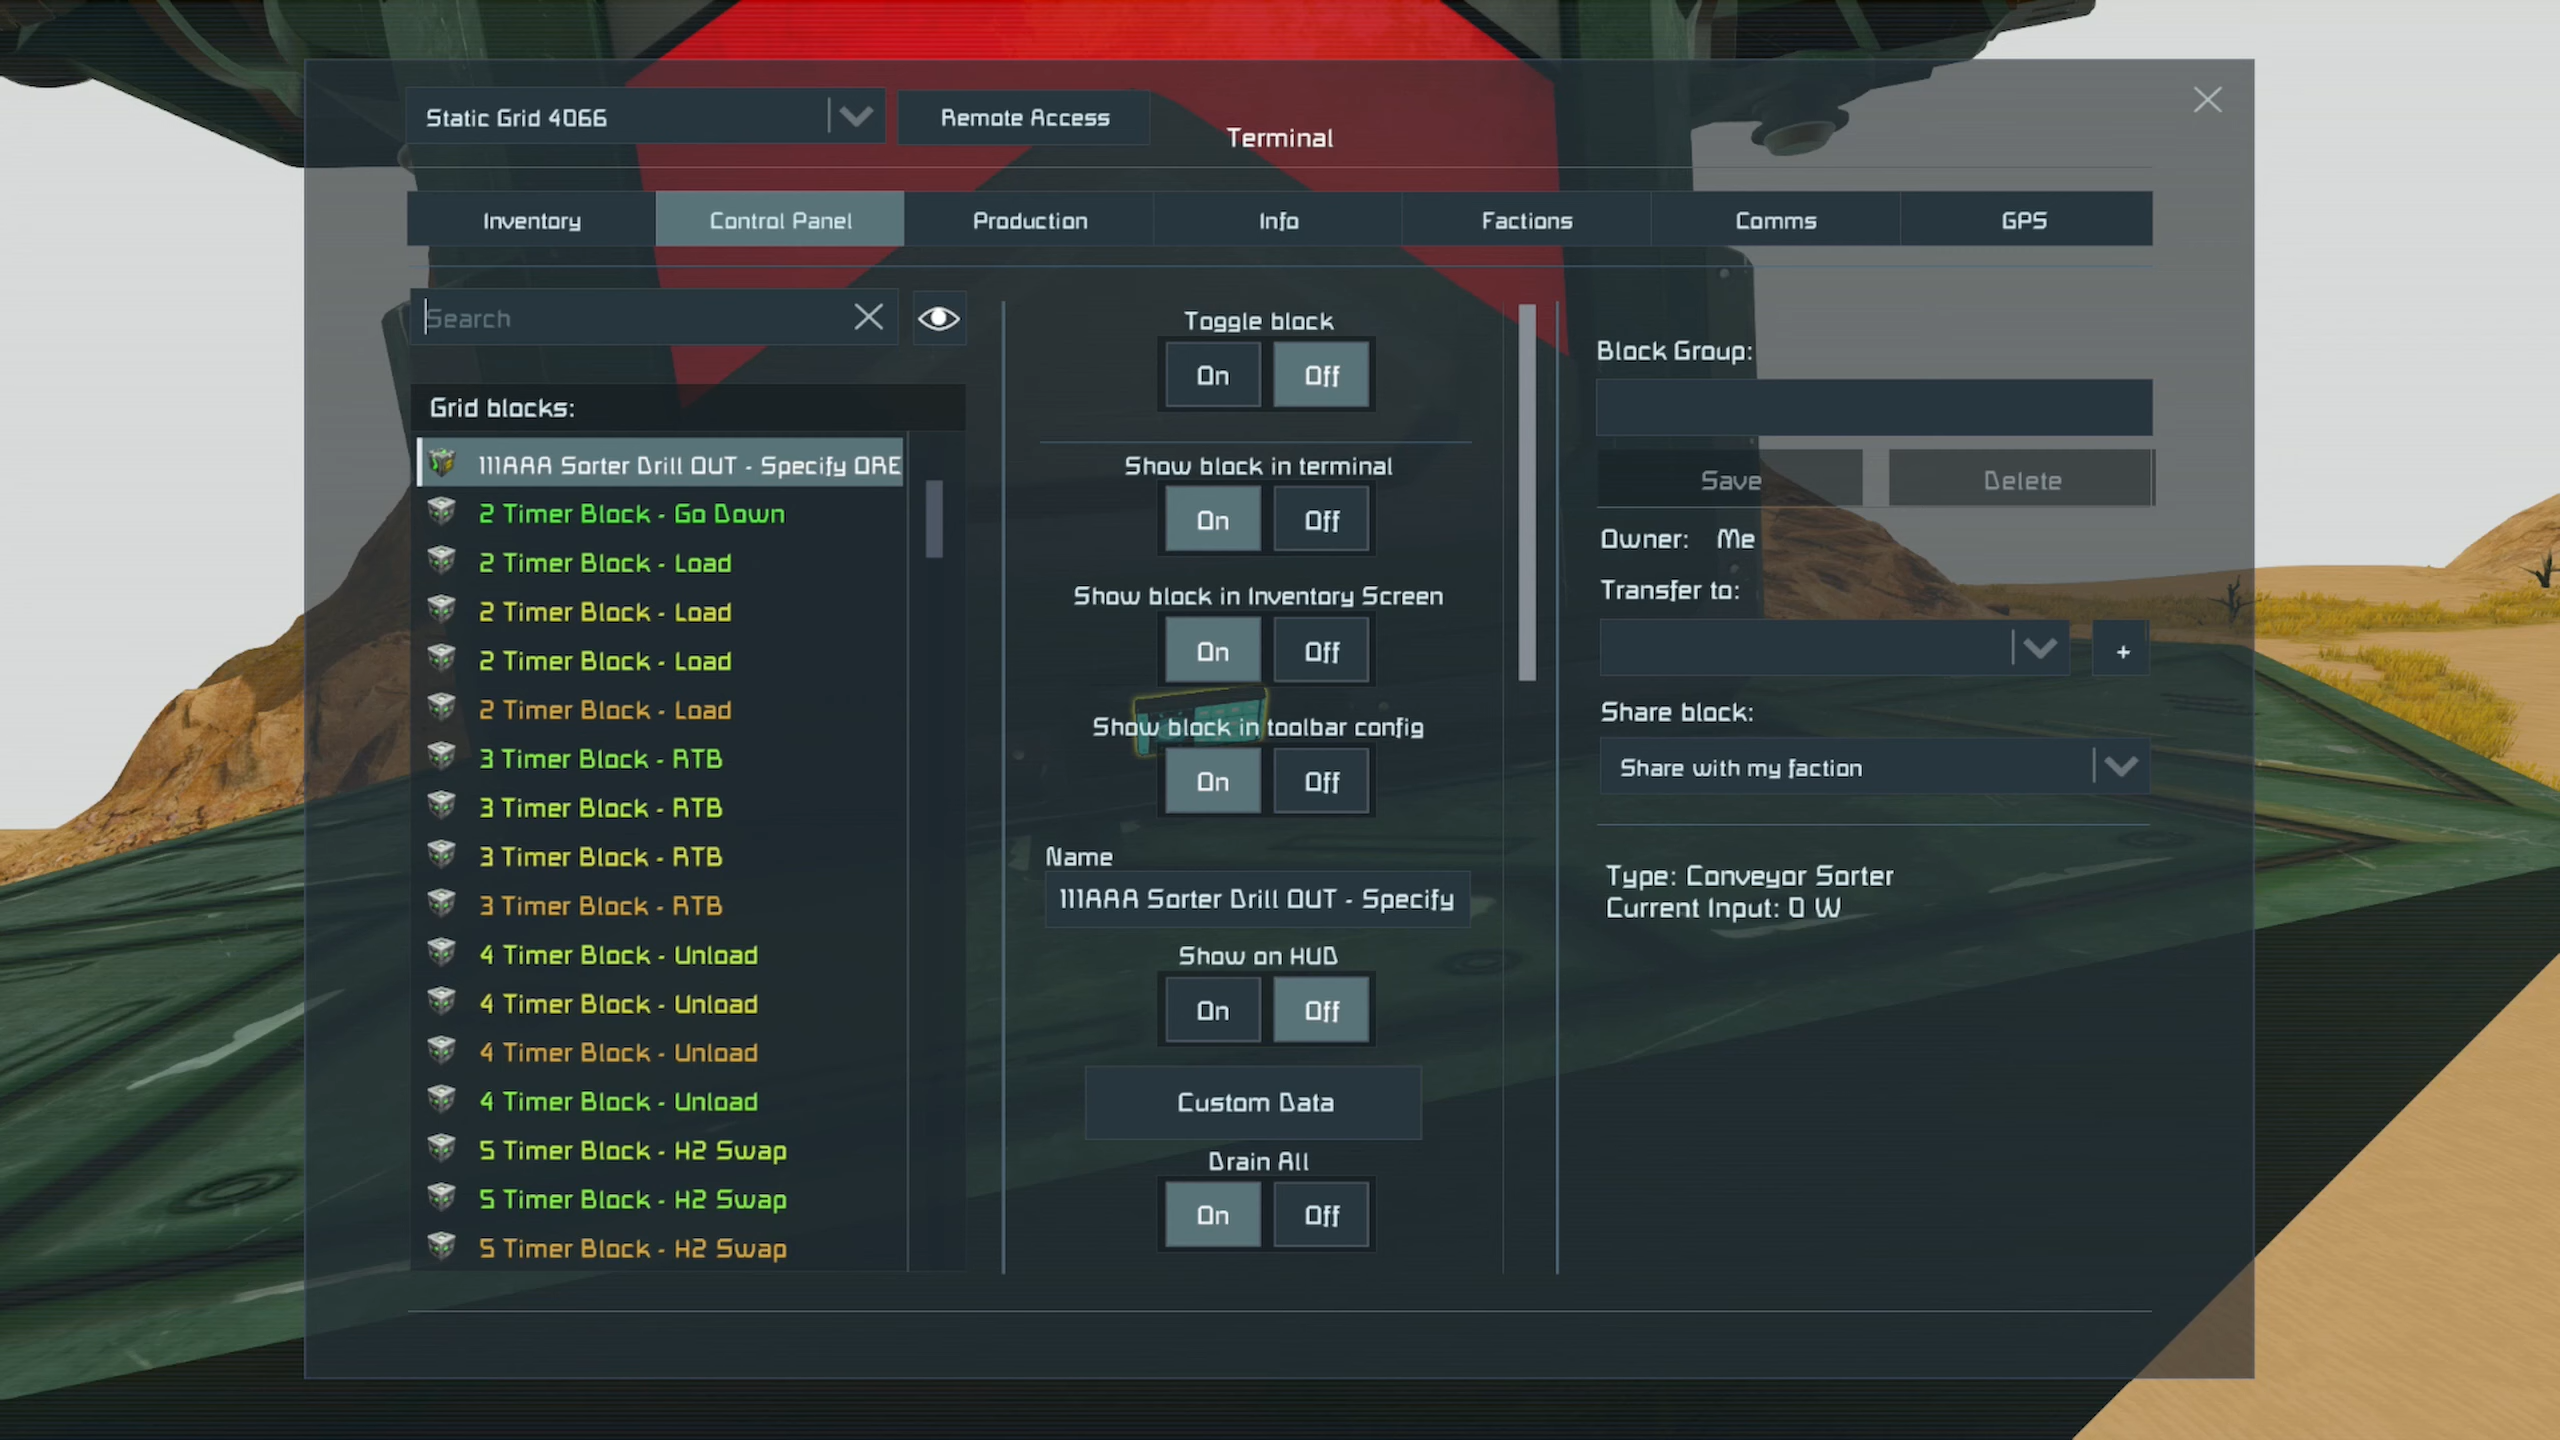 Static Grid 4066
Remote Access
Terminal
Inventory
Control Panel
Production
Info
Factions
Comms
GPS
Search
Grid blocks:
111AAA Sorter Drill OUT - Specify ORE
2 Timer Block - Go Down
2 Timer Block - Load
2 Timer Block - Load
2 Timer Block - Load
2 Timer Block - Load
3 Timer Block - RTB
3 Timer Block - RTB
3 Timer Block - RTB
3 Timer Block - RTB
4 Timer Block - Unload
4 Timer Block - Unload
4 Timer Block - Unload
4 Timer Block - Unload
5 Timer Block - H2 Swap
5 Timer Block - H2 Swap
5 Timer Block - H2 Swap
Toggle block
On Off
Show block in terminal
On Off
Show block in Inventory Screen
On Off
Show block in toolbar config
On Off
Name
111AAA Sorter Drill OUT - Specify
Show on HUD
On Off
Custom Data
Drain All
On Off
Block Group:
Save Delete
Owner: Me
Transfer to:
+
Share block:
Share with my faction
Type: Conveyor Sorter
Current Input: 0 W